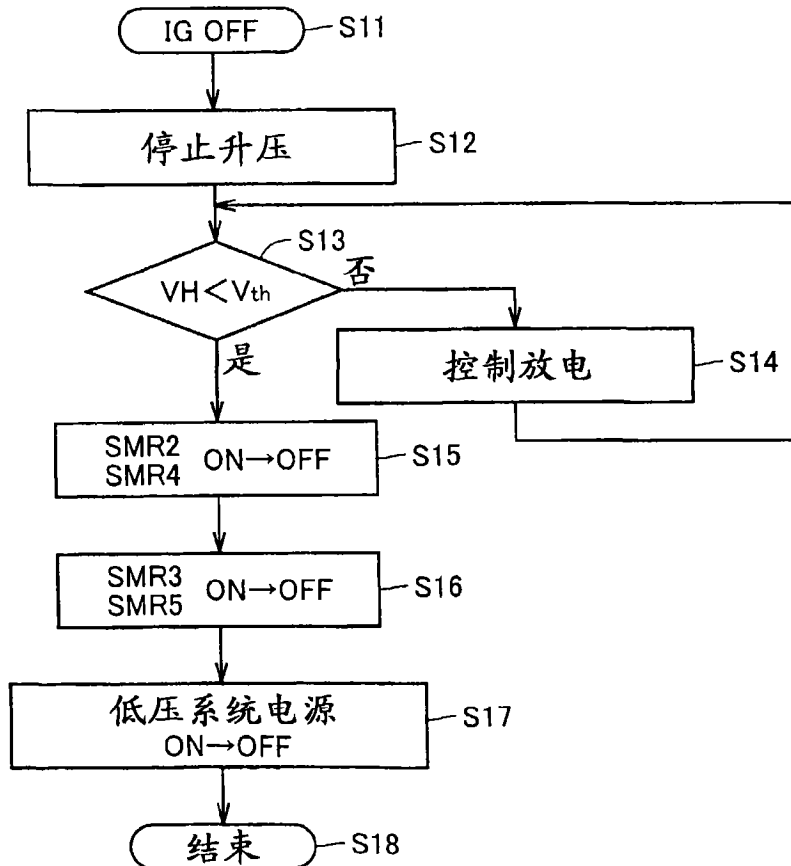 IG OFF
S11
停止升压
S12
S13
VH＜Vth
否
是
控制放电
S14
SMR2
SMR4
ON→OFF
S15
SMR3
SMR5
ON→OFF
S16
低压系统电源
ON→OFF
S17
结束
S18